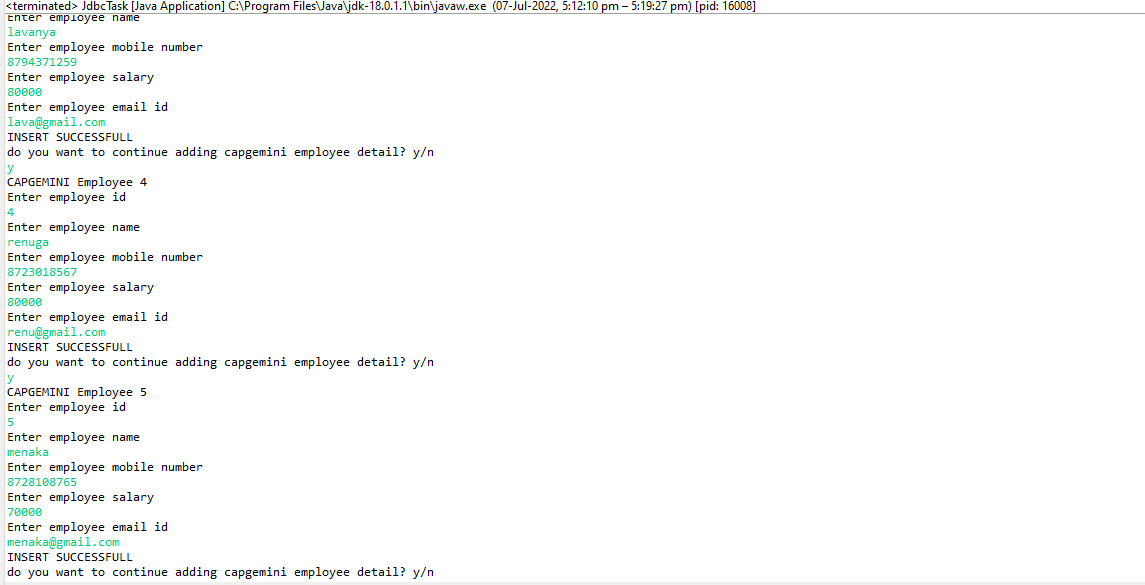 <terminated> JdbcTask [Java Application] C:\Program Files\Java\jdk-18.0.1.1\bin\javaw.exe (07-Jul-2022, 5:12:10 pm – 5:19:27 pm) [pid: 16008]
Enter employee name
lavanya
Enter employee mobile number
8794371259
Enter employee salary
80000
Enter employee email id
lava@gmail.com
INSERT SUCCESSFULL
do you want to continue adding capgemini employee detail? y/n
y
CAPGEMINI Employee 4
Enter employee id
4
Enter employee name
renuga
Enter employee mobile number
8723018567
Enter employee salary
80000
Enter employee email id
renu@gmail.com
INSERT SUCCESSFULL
do you want to continue adding capgemini employee detail? y/n
y
CAPGEMINI Employee 5
Enter employee id
5
Enter employee name
menaka
Enter employee mobile number
8728108765
Enter employee salary
70000
Enter employee email id
menaka@gmail.com
INSERT SUCCESSFULL
do you want to continue adding capgemini employee detail? y/n